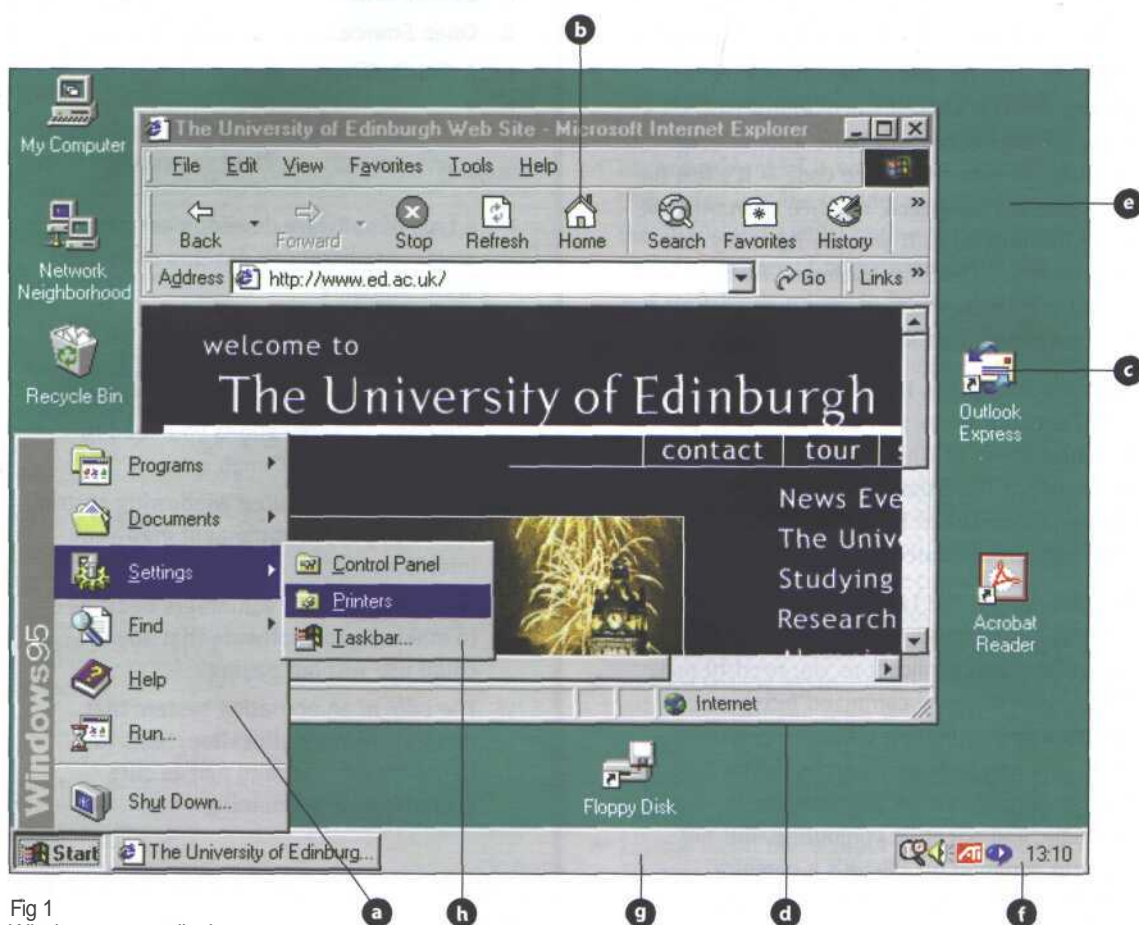 b
My Computer
The University of Edinburgh Web Site - Microsoft Internet Explorer
File Edit View Favorites Tools Help
Back Forward Stop Refresh Home Search Favorites History »
Address http://www.ed.ac.uk/ Go Links »
e
Network
Neighborhood
Recycle Bin
welcome to
The University of Edinburgh
contact tour
News Eve
The Univ
Studying
Research
c
Outlook
Express
Acrobat
Reader
Windows95
Programs
Documents
Settings
Find
Help
Run...
Shut Down...
Control Panel
Printers
Taskbar...
Internet
Floppy Disk
Start The University of Edinburg... ATI 13:10
Fig 1
a h g d f